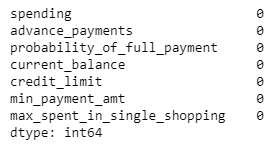 spending 0
advance_payments 0
probability_of_full_payment 0
current_balance 0
credit_limit 0
min_payment_amt 0
max_spent_in_single_shopping 0
dtype: int64